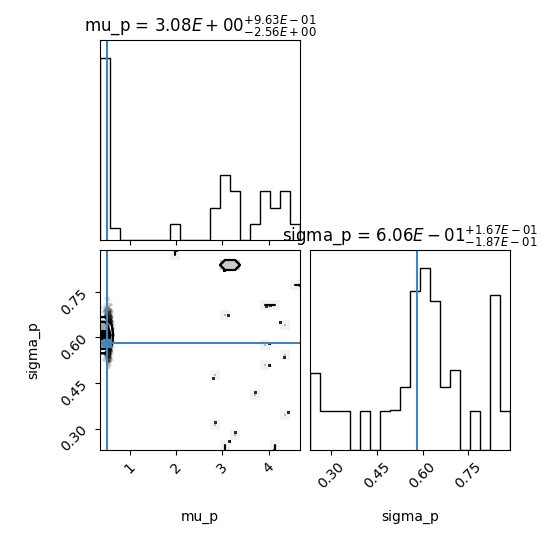 mu_p = 3.08E + 00+9.63E−01−2.56E+00
sigma_p = 6.06E − 01+1.67E−01−1.87E−01
0.75
0.60
0.45
0.30
sigma_p
1 2 3 4
mu_p
0.30 0.45 0.60 0.75
sigma_p